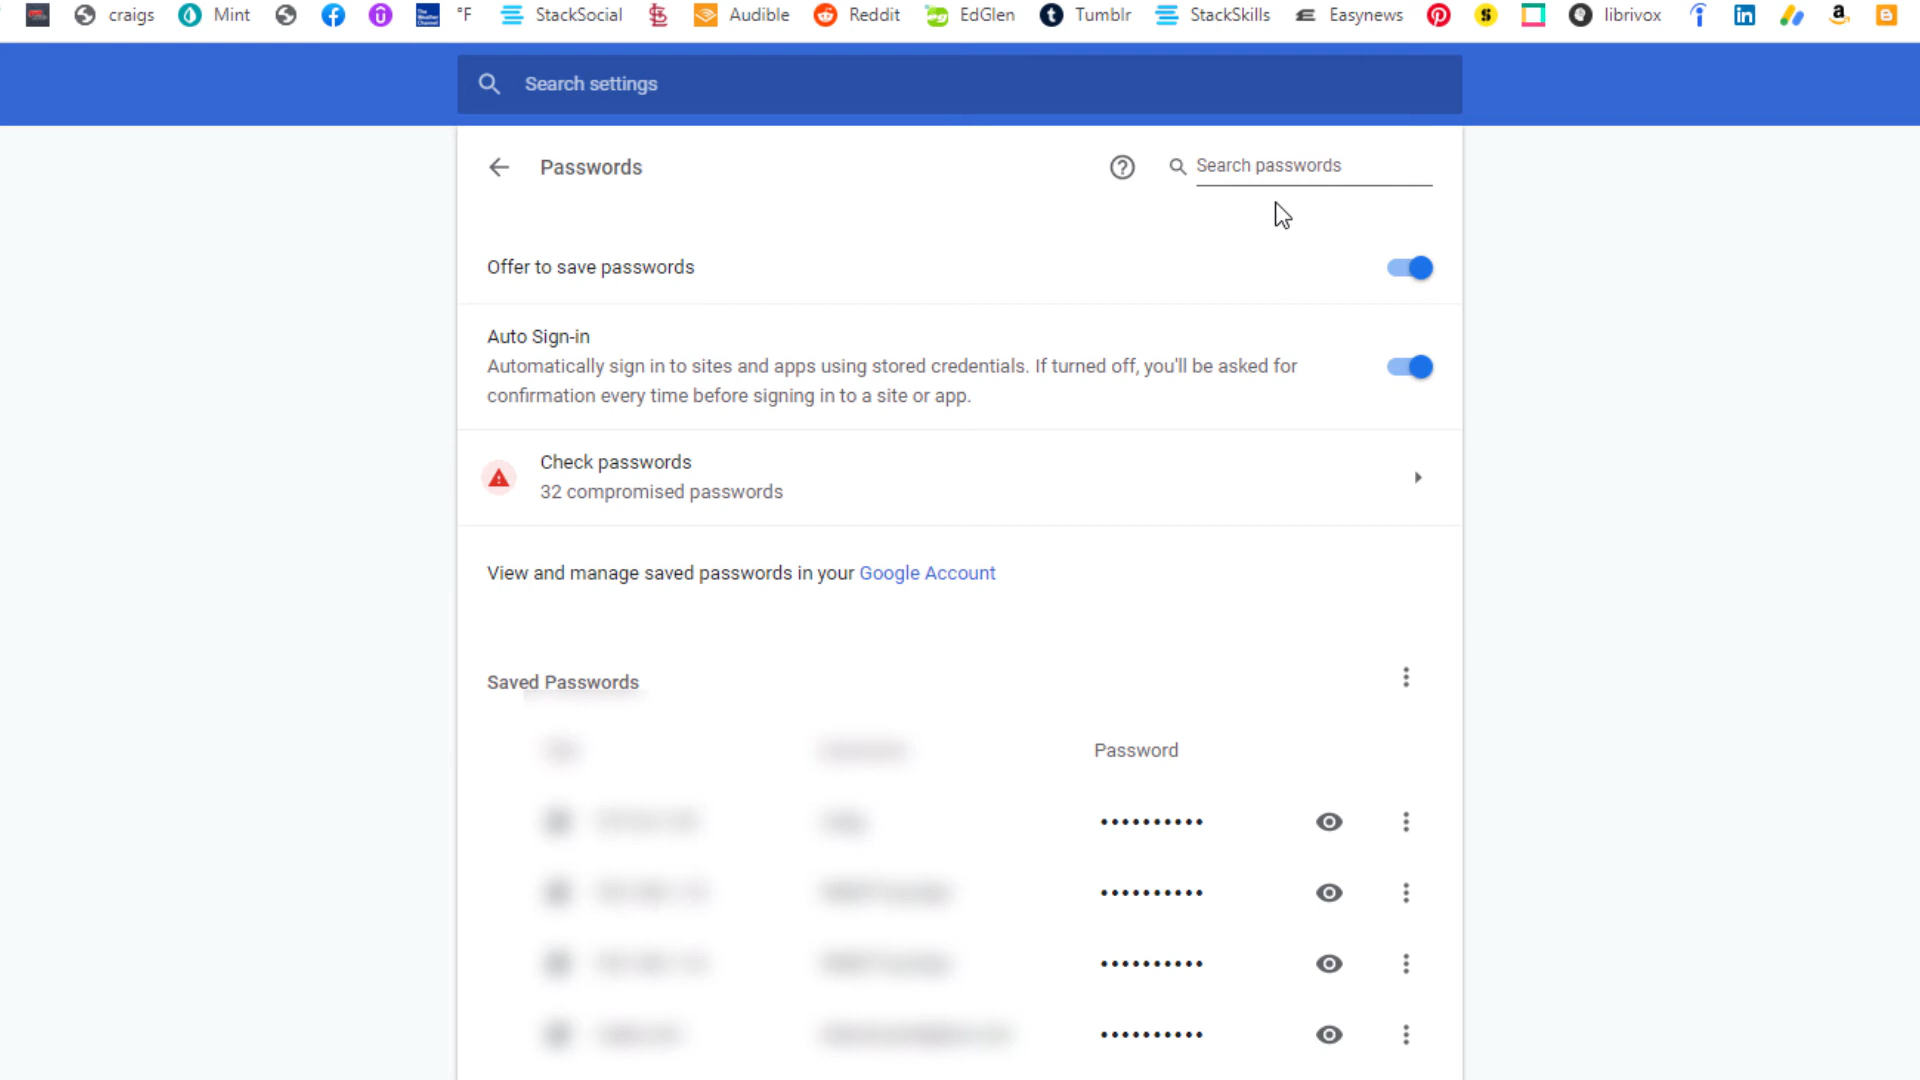 craigs Mint °F StackSocial Audible Reddit EdGlen t Tumblr StackSkills Easynews S librivox in a
Search settings
Passwords ? Search passwords
Offer to save passwords
Auto Sign-in
Automatically sign in to sites and apps using stored credentials. If turned off, you'll be asked for
confirmation every time before signing in to a site or app.
Check passwords
32 compromised passwords
View and manage saved passwords in your Google Account
Saved Passwords
Password
••••••••••
••••••••••
••••••••••
••••••••••